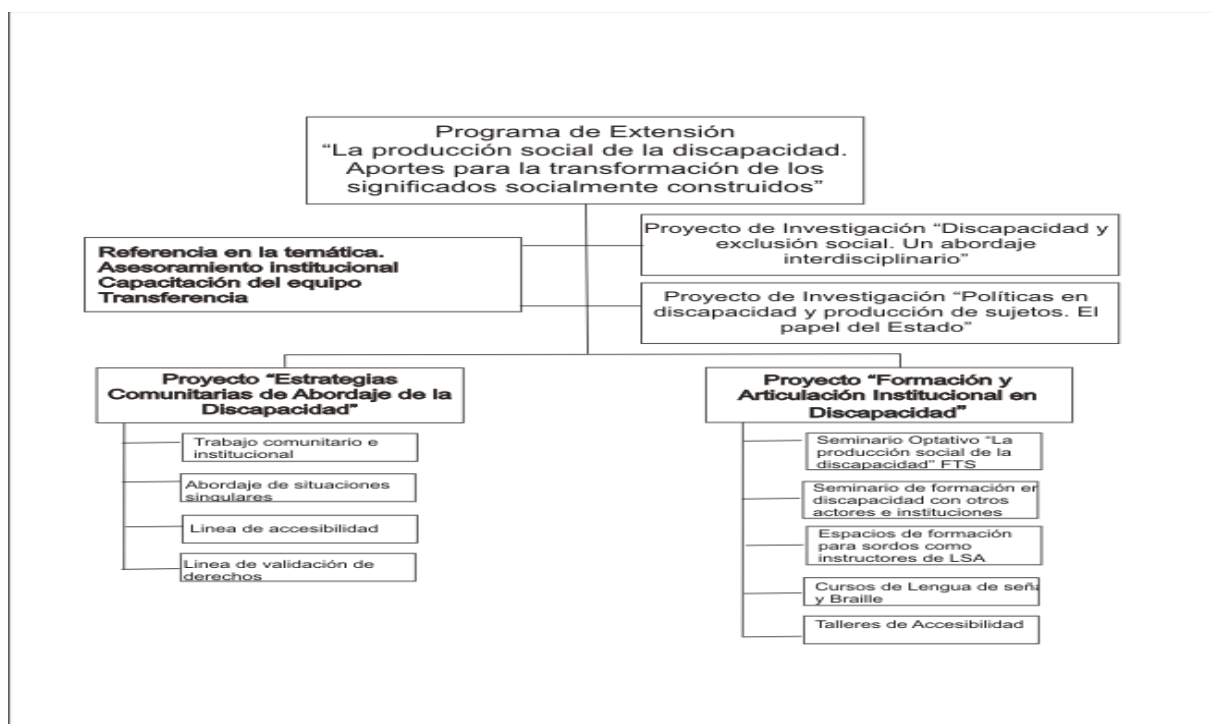 Programa de Extensión
“La producción social de la discapacidad.
Aportes para la transformación de los
significados socialmente construidos”
Referencia en la temática.
Asesoramiento institucional
Capacitación del equipo
Transferencia
Proyecto de Investigación “Discapacidad y
exclusión social. Un abordaje
interdisciplinario”
Proyecto de Investigación “Políticas en
discapacidad y producción de sujetos. El
papel del Estado”
Proyecto “Estrategias
Comunitarias de Abordaje de la
Discapacidad”
Trabajo comunitario e
institucional
Abordaje de situaciones
singulares
Linea de accesibilidad
Linea de validación de
derechos
Proyecto “Formación y
Articulación Institucional en
Discapacidad”
Seminario Optativo “La
producción social de la
discapacidad” FTS
Seminario de formación en
discapacidad con otros
actores e instituciones
Espacios de formación
para sordos como
instructores de LSA
Cursos de Lengua de seña
y Braille
Talleres de Accesibilidad